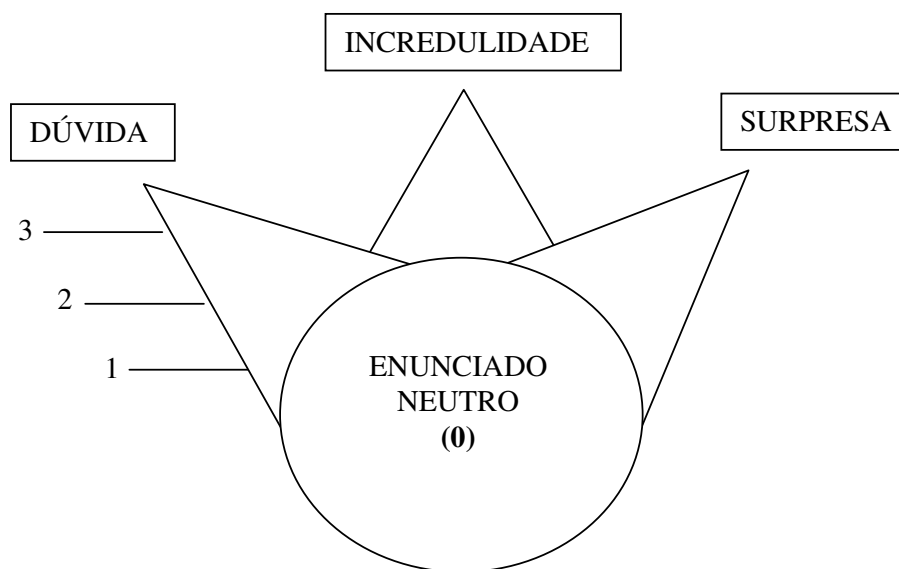 INCREDULIDADE
DÚVIDA
SURPRESA
3
2
1
ENUNCIADO
NEUTRO
(0)